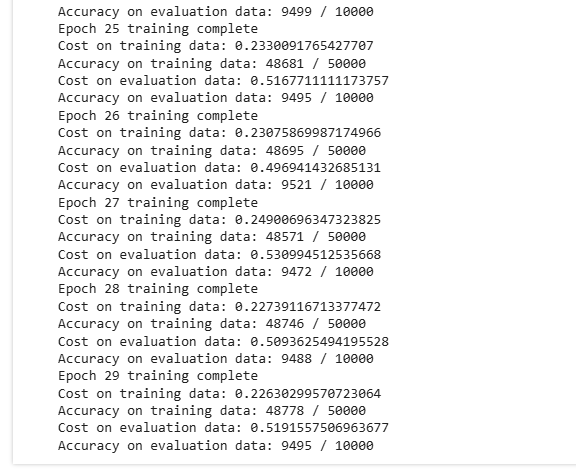 Accuracy on evaluation data: 9499 / 10000
Epoch 25 training complete
Cost on training data: 0.2330091765427707
Accuracy on training data: 48681 / 50000
Cost on evaluation data: 0.5167711111173757
Accuracy on evaluation data: 9495 / 10000
Epoch 26 training complete
Cost on training data: 0.23075869987174966
Accuracy on training data: 48695 / 50000
Cost on evaluation data: 0.496941432685131
Accuracy on evaluation data: 9521 / 10000
Epoch 27 training complete
Cost on training data: 0.24900696347323825
Accuracy on training data: 48571 / 50000
Cost on evaluation data: 0.530994512535668
Accuracy on evaluation data: 9472 / 10000
Epoch 28 training complete
Cost on training data: 0.22739116713377472
Accuracy on training data: 48746 / 50000
Cost on evaluation data: 0.5093625494195528
Accuracy on evaluation data: 9488 / 10000
Epoch 29 training complete
Cost on training data: 0.22630299570723064
Accuracy on training data: 48778 / 50000
Cost on evaluation data: 0.5191557506963677
Accuracy on evaluation data: 9495 / 10000